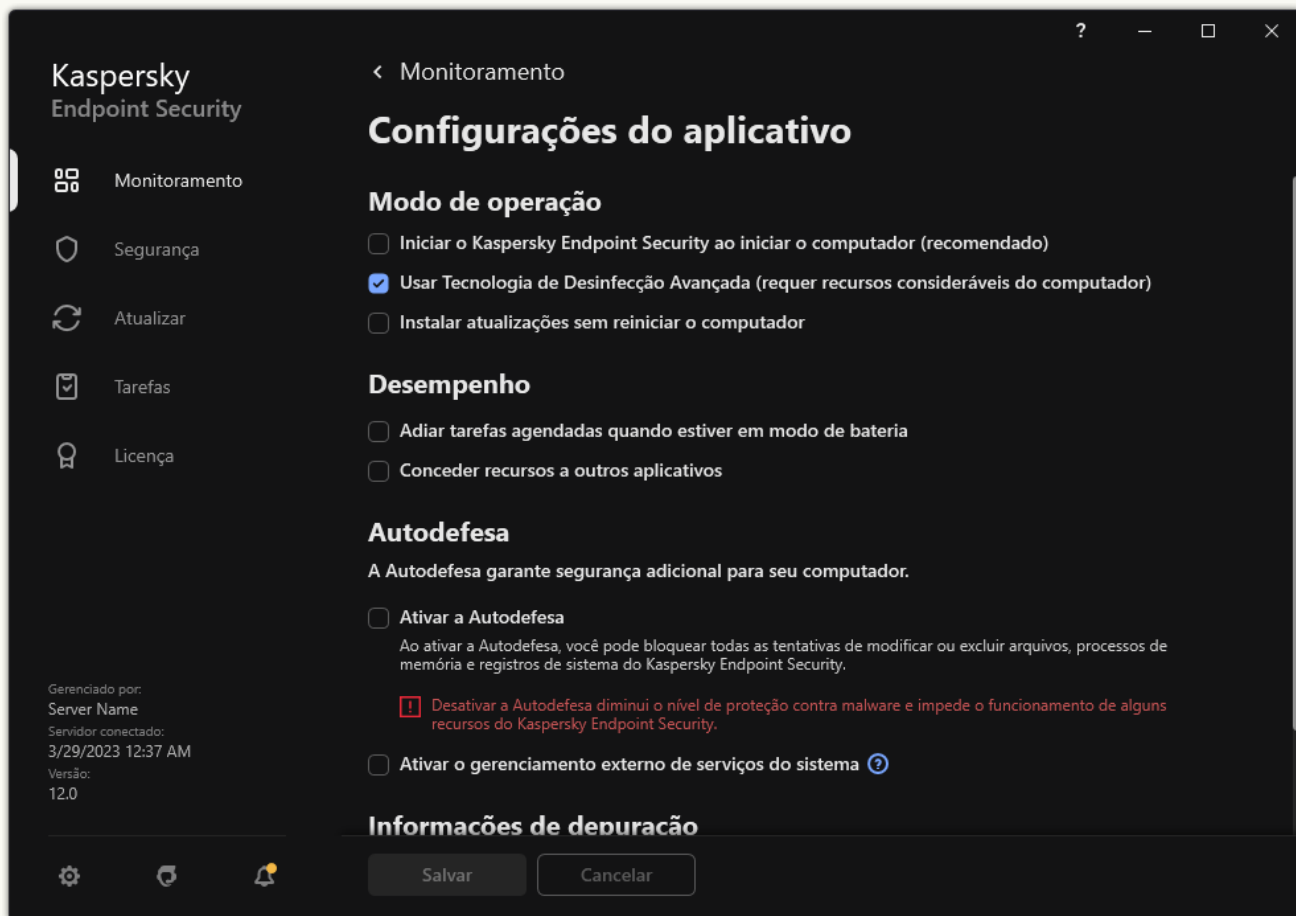 ?
Kaspersky
Endpoint Security
Monitoramento
Segurança
Atualizar
Tarefas
Licença
Gerenciado por:
Server Name
Servidor conectado:
3/29/2023 12:37 AM
Versão:
12.0
Monitoramento
Configurações do aplicativo
Modo de operação
Iniciar o Kaspersky Endpoint Security ao iniciar o computador (recomendado)
Usar Tecnologia de Desinfecção Avançada (requer recursos consideráveis do computador)
Instalar atualizações sem reiniciar o computador
Desempenho
Adiar tarefas agendadas quando estiver em modo de bateria
Conceder recursos a outros aplicativos
Autodefesa
A Autodefesa garante segurança adicional para seu computador.
Ativar a Autodefesa
Ao ativar a Autodefesa, você pode bloquear todas as tentativas de modificar ou excluir arquivos, processos de
memória e registros de sistema do Kaspersky Endpoint Security.
Desativar a Autodefesa diminui o nível de proteção contra malware e impede o funcionamento de alguns
recursos do Kaspersky Endpoint Security.
Ativar o gerenciamento externo de serviços do sistema ?
Informações de depuração
Salvar
Cancelar